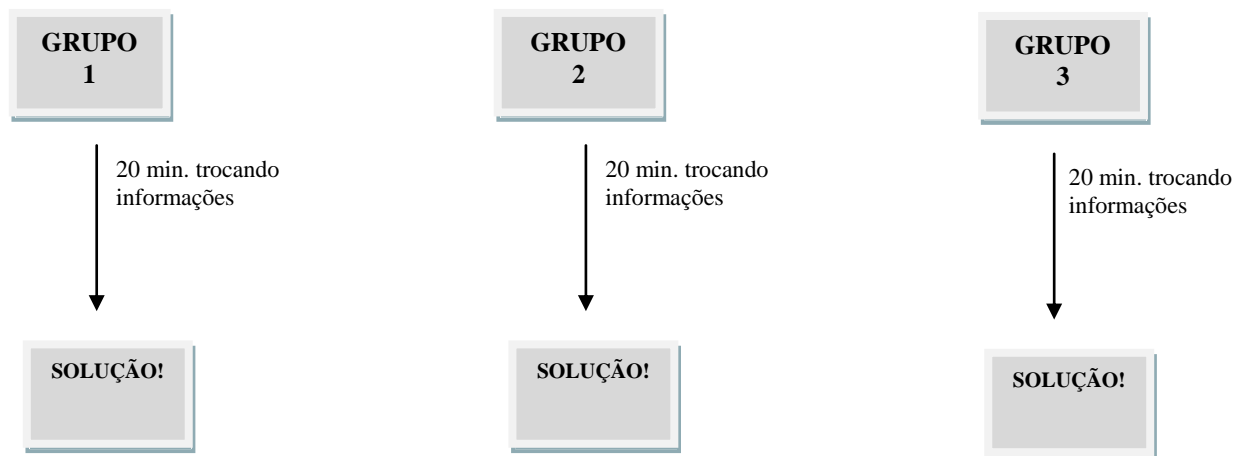 GRUPO
1
GRUPO
2
GRUPO
3
20 min. trocando
informações
20 min. trocando
informações
20 min. trocando
informações
SOLUÇÃO!
SOLUÇÃO!
SOLUÇÃO!